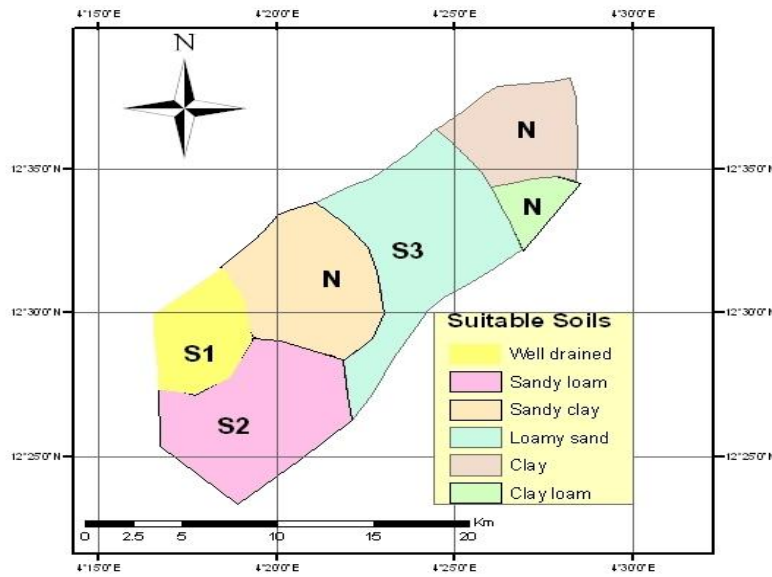 4°15'0"E 4°20'0"E 4°25'0"E 4°30'0"E
N
N
12°35'0"N 12°35'0"N
N
S3
N
12°30'0"N 12°30'0"N
Suitable Soils
S1
Well drained
Sandy loam
S2
Sandy clay
Loamy sand
12°25'0"N 12°25'0"N
Clay
Clay loam
Km
0 2.5 5 10 15 20
4°15'0"E 4°20'0"E 4°25'0"E 4°30'0"E